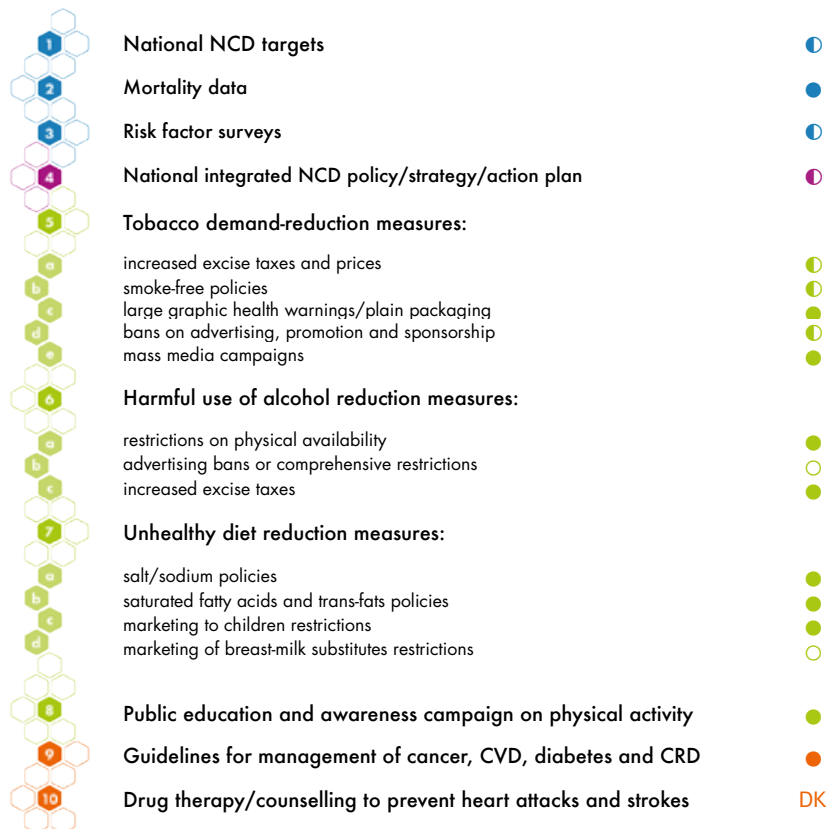 1 National NCD targets
2 Mortality data
3 Risk factor surveys
4 National integrated NCD policy/strategy/action plan
5 Tobacco demand-reduction measures:
a increased excise taxes and prices
b smoke-free policies
c large graphic health warnings/plain packaging
d bans on advertising, promotion and sponsorship
e mass media campaigns
6 Harmful use of alcohol reduction measures:
a restrictions on physical availability
b advertising bans or comprehensive restrictions
c increased excise taxes
7 Unhealthy diet reduction measures:
a salt/sodium policies
b saturated fatty acids and trans-fats policies
c marketing to children restrictions
d marketing of breast-milk substitutes restrictions
8 Public education and awareness campaign on physical activity
9 Guidelines for management of cancer, CVD, diabetes and CRD
10 Drug therapy/counselling to prevent heart attacks and strokes DK